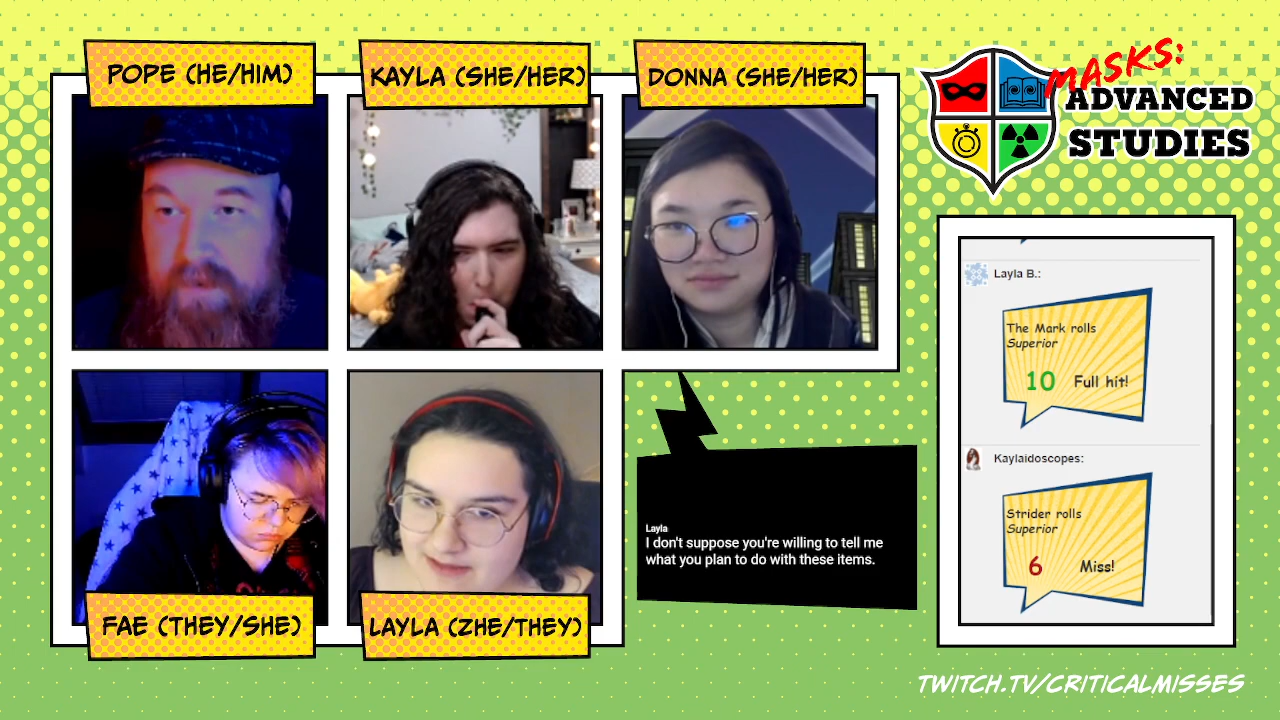 POPE (HE/HIM)
KAYLA (SHE/HER)
DONNA (SHE/HER)
MASKS:
ADVANCED
STUDIES
Layla B.:
The Mark rolls
Superior
10 Full hit!
Kaylaidoscopes:
Strider rolls
Superior
6 Miss!
Layla
I don't suppose you're willing to tell me
what you plan to do with these items.
FAE (THEY/SHE)
LAYLA (ZHE/THEY)
TWITCH.TV/CRITICALMISSES